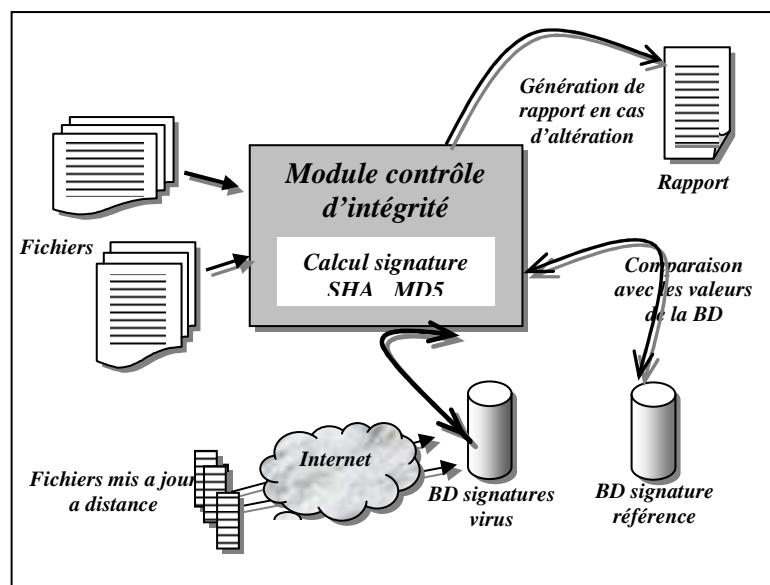 Génération de
rapport en cas
d'altération
Rapport
Module contrôle
d'intégrité
Calcul signature
SHA MD5
Fichiers
Comparaison
avec les valeurs
de la BD
Internet
Fichiers mis a jour
a distance
BD signatures
virus
BD signature
référence